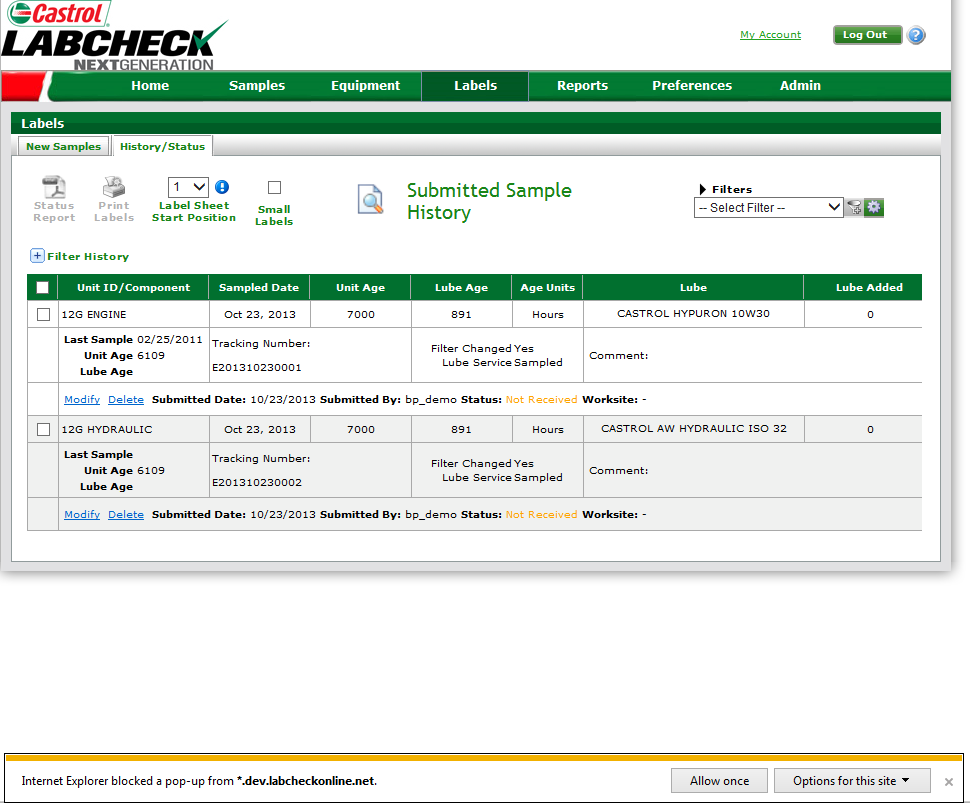 Castrol
LABCHECK
NEXTGENERATION
My Account
Log Out
?
Home Samples Equipment Labels Reports Preferences Admin
Labels
New Samples History/Status
Status Report
Print Labels
1
Label Sheet Start Position
Small Labels
Submitted Sample
History
Filters
-- Select Filter --
+ Filter History
Unit ID/Component Sampled Date Unit Age Lube Age Age Units Lube Lube Added
12G ENGINE Oct 23, 2013 7000 891 Hours CASTROL HYPURON 10W30 0
Last Sample 02/25/2011
Unit Age 6109
Lube Age
Tracking Number:
E201310230001
Filter Changed Yes
Lube Service Sampled
Comment:
Modify Delete Submitted Date: 10/23/2013 Submitted By: bp_demo Status: Not Received Worksite: -
12G HYDRAULIC Oct 23, 2013 7000 891 Hours CASTROL AW HYDRAULIC ISO 32 0
Last Sample
Unit Age 6109
Lube Age
Tracking Number:
E201310230002
Filter Changed Yes
Lube Service Sampled
Comment:
Modify Delete Submitted Date: 10/23/2013 Submitted By: bp_demo Status: Not Received Worksite: -
Internet Explorer blocked a pop-up from *.dev.labcheckonline.net.
Allow once
Options for this site
×